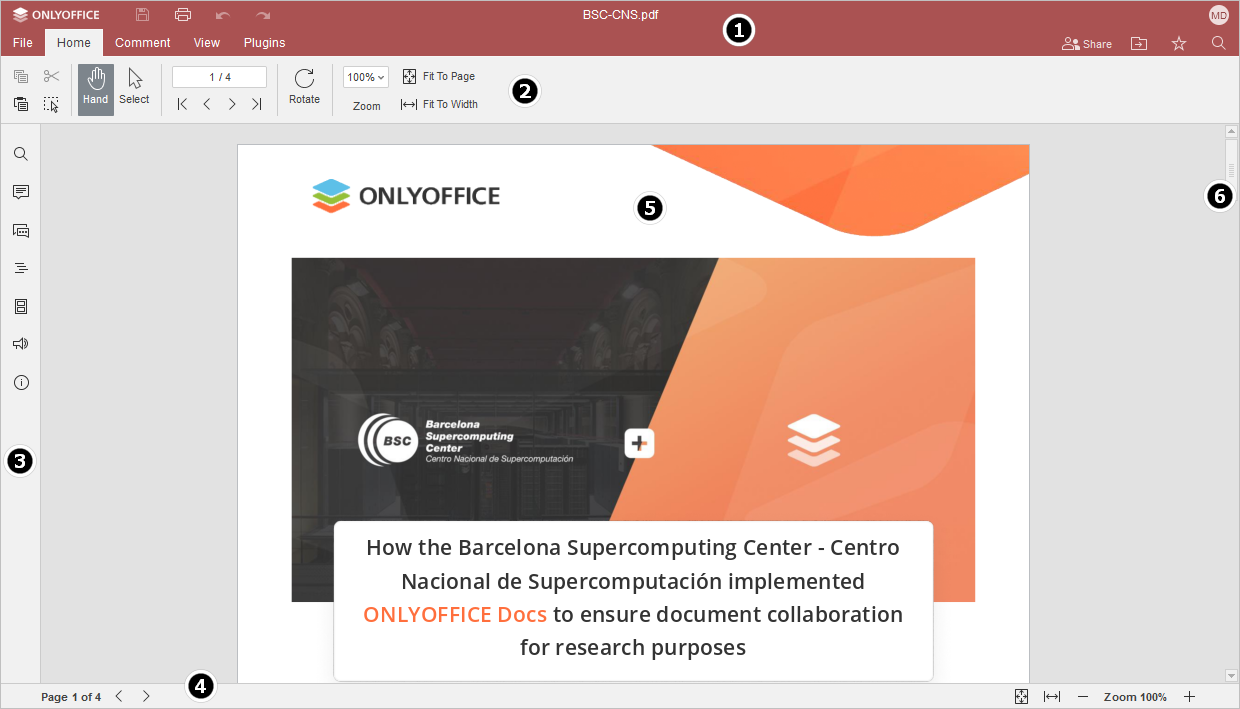 ONLYOFFICE
BSC-CNS.pdf
MD
1
File
Home
Comment
View
Plugins
Share
Hand
Select
1 / 4
Rotate
100%
Zoom
Fit To Page
Fit To Width
2
ONLYOFFICE
5
6
BSC
Barcelona
Supercomputing
Center
Centro Nacional de Supercomputación
3
How the Barcelona Supercomputing Center - Centro
Nacional de Supercomputación implemented
ONLYOFFICE Docs to ensure document collaboration
for research purposes
Page 1 of 4
4
Zoom 100%